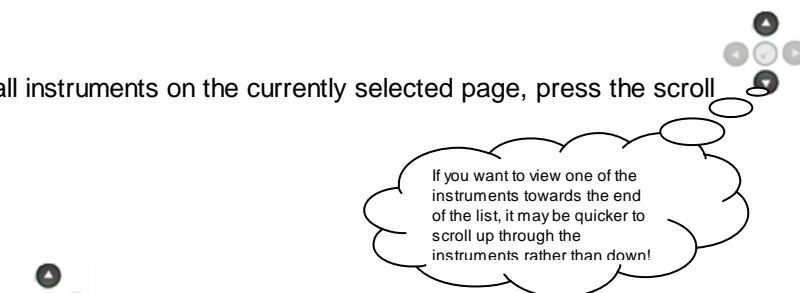 all instruments on the currently selected page, press the scroll
If you want to view one of the
instruments towards the end
of the list, it may be quicker to
scroll up through the
instruments rather than down!